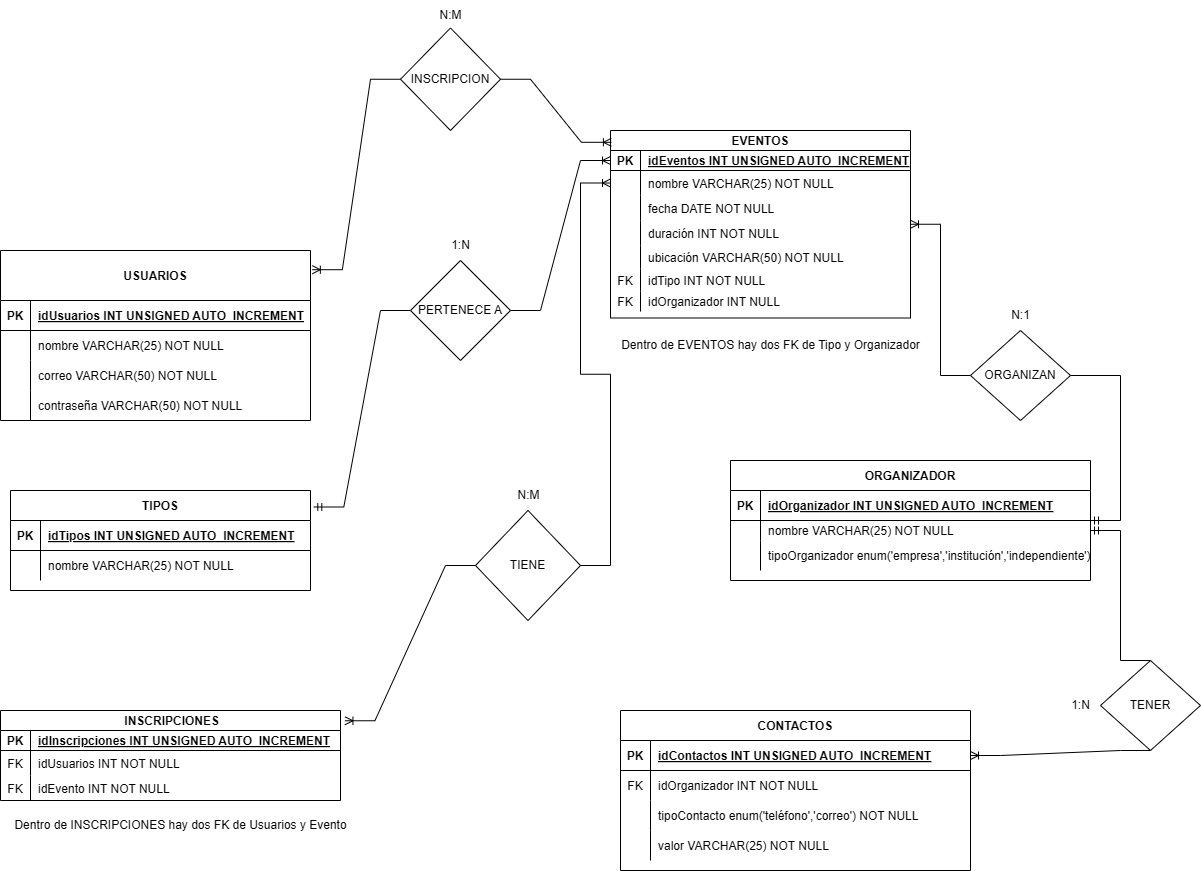 N:M
INSCRIPCION
EVENTOS
PK idEventos INT UNSIGNED AUTO_INCREMENT
nombre VARCHAR(25) NOT NULL
fecha DATE NOT NULL
duración INT NOT NULL
ubicación VARCHAR(50) NOT NULL
FK idTipo INT NOT NULL
FK idOrganizador INT NULL
Dentro de EVENTOS hay dos FK de Tipo y Organizador
1:N
PERTENECE A
USUARIOS
PK idUsuarios INT UNSIGNED AUTO_INCREMENT
nombre VARCHAR(25) NOT NULL
correo VARCHAR(50) NOT NULL
contraseña VARCHAR(50) NOT NULL
N:1
ORGANIZAN
TIPOS
PK idTipos INT UNSIGNED AUTO_INCREMENT
nombre VARCHAR(25) NOT NULL
N:M
TIENE
ORGANIZADOR
PK idOrganizador INT UNSIGNED AUTO_INCREMENT
nombre VARCHAR(25) NOT NULL
tipoOrganizador enum('empresa','institución','independiente')
1:N
TENER
INSCRIPCIONES
PK idInscripciones INT UNSIGNED AUTO_INCREMENT
FK idUsuarios INT NOT NULL
FK idEvento INT NOT NULL
Dentro de INSCRIPCIONES hay dos FK de Usuarios y Evento
CONTACTOS
PK idContactos INT UNSIGNED AUTO_INCREMENT
FK idOrganizador INT NOT NULL
tipoContacto enum('teléfono','correo') NOT NULL
valor VARCHAR(25) NOT NULL